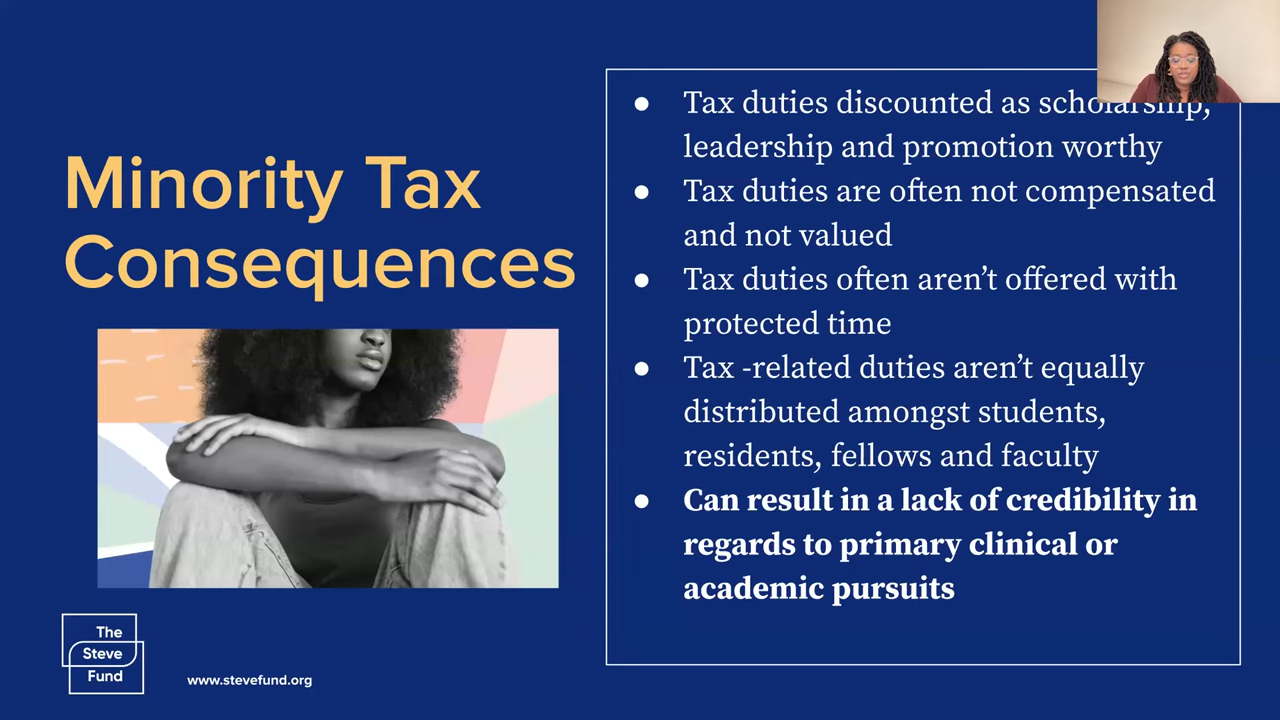 Minority Tax
Consequences
● Tax duties discounted as scholarship,
leadership and promotion worthy
● Tax duties are often not compensated
and not valued
● Tax duties often aren’t offered with
protected time
● Tax -related duties aren’t equally
distributed amongst students,
residents, fellows and faculty
● Can result in a lack of credibility in
regards to primary clinical or
academic pursuits
The
Steve
Fund
www.stevefund.org